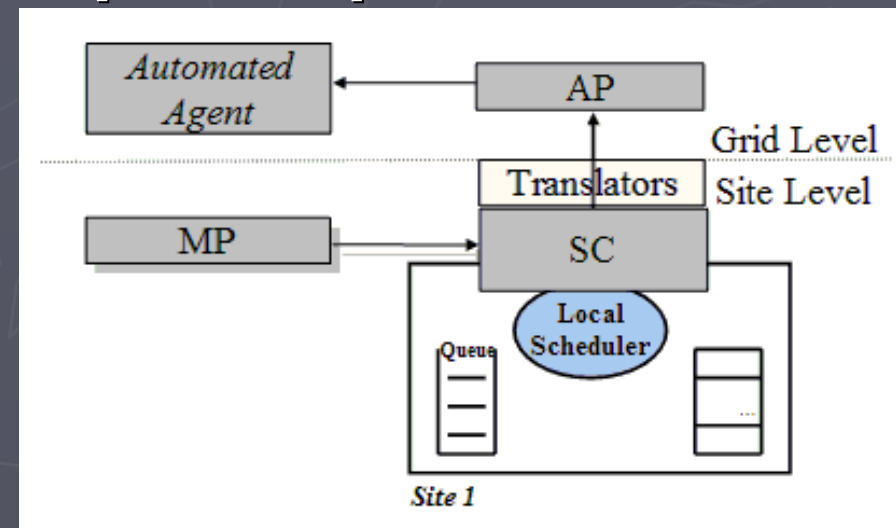 Automated
Agent
AP
Grid Level
Translators
Site Level
MP
SC
Local
Scheduler
Queue
...
Site 1